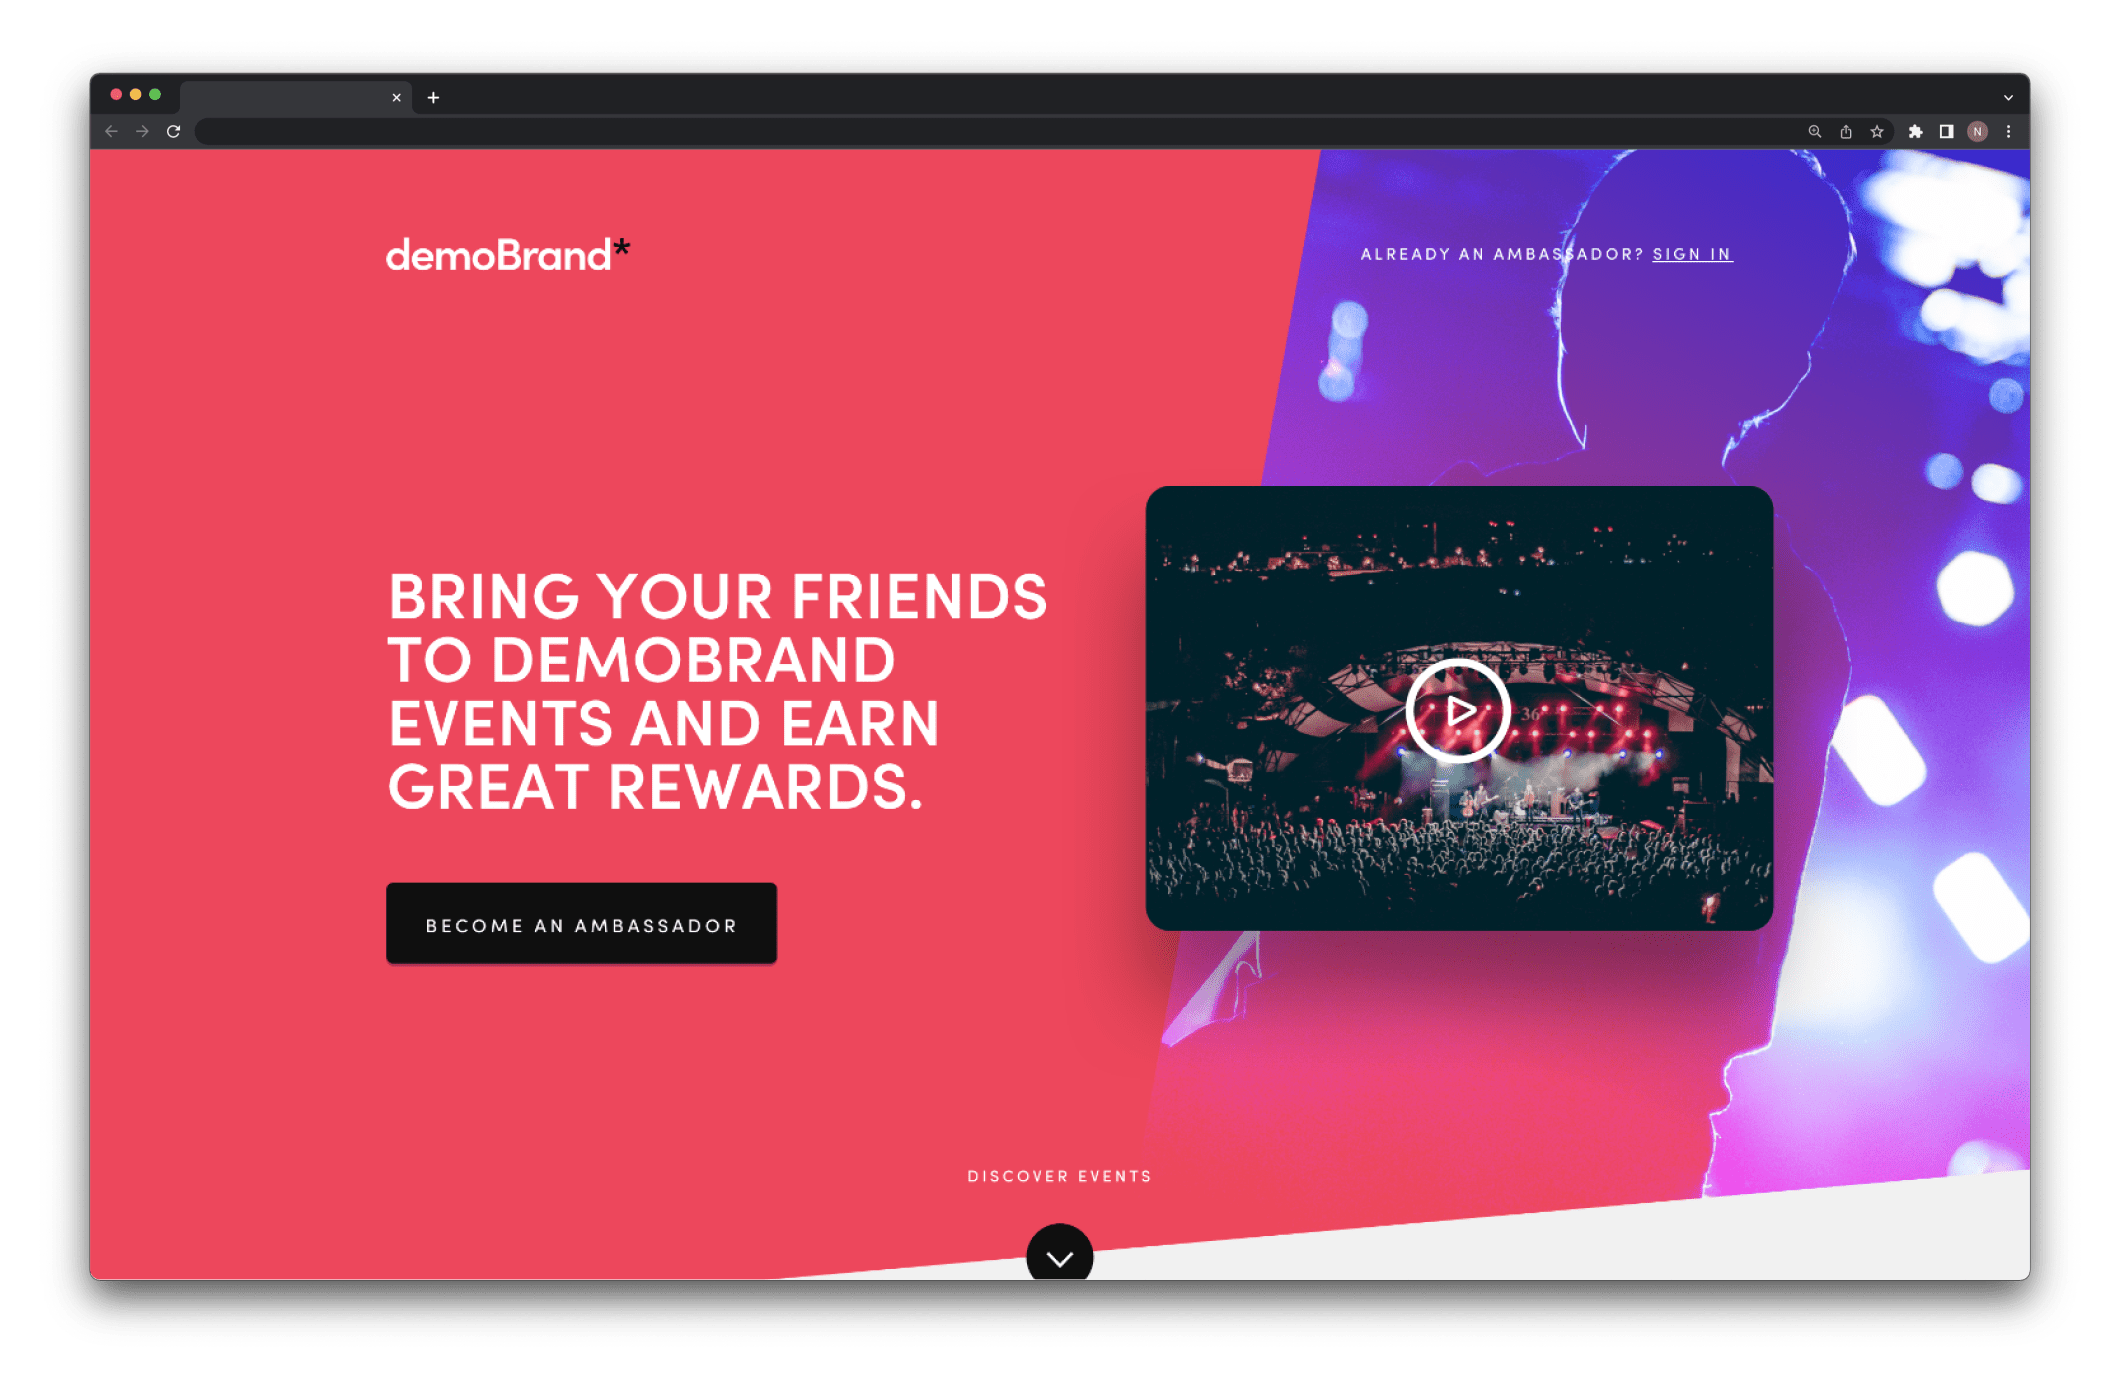 N
demoBrand*
ALREADY AN AMBASSADOR? SIGN IN
BRING YOUR FRIENDS
TO DEMOBRAND
EVENTS AND EARN
GREAT REWARDS.
36
BECOME AN AMBASSADOR
DISCOVER EVENTS